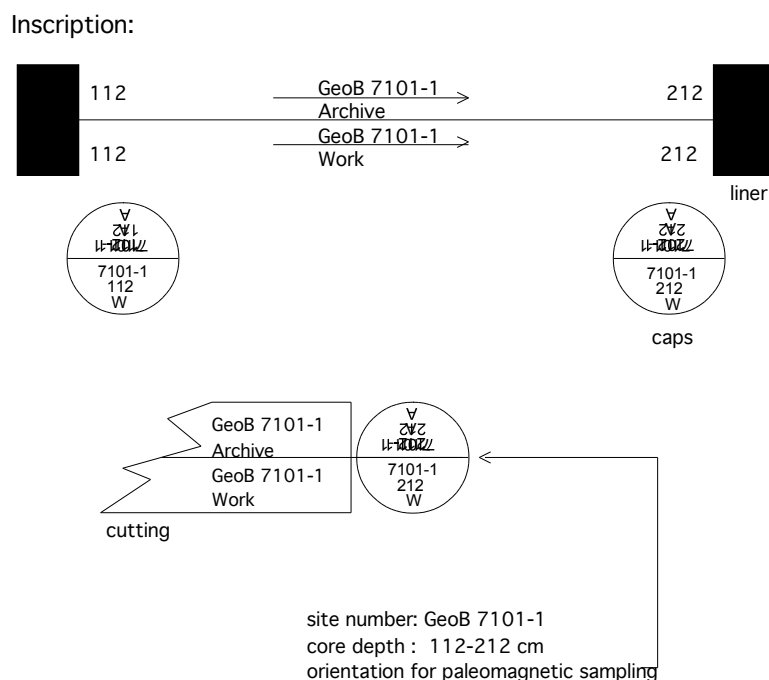 Inscription:
112 GeoB 7101-1 212
Archive
GeoB 7101-1
112 Work 212
liner
A
A
7101-1
112
W
7101-1
212
W
caps
GeoB 7101-1
Archive
GeoB 7101-1
Work
A
7101-1
212
W
cutting
site number: GeoB 7101-1
core depth : 112-212 cm
orientation for paleomagnetic sampling